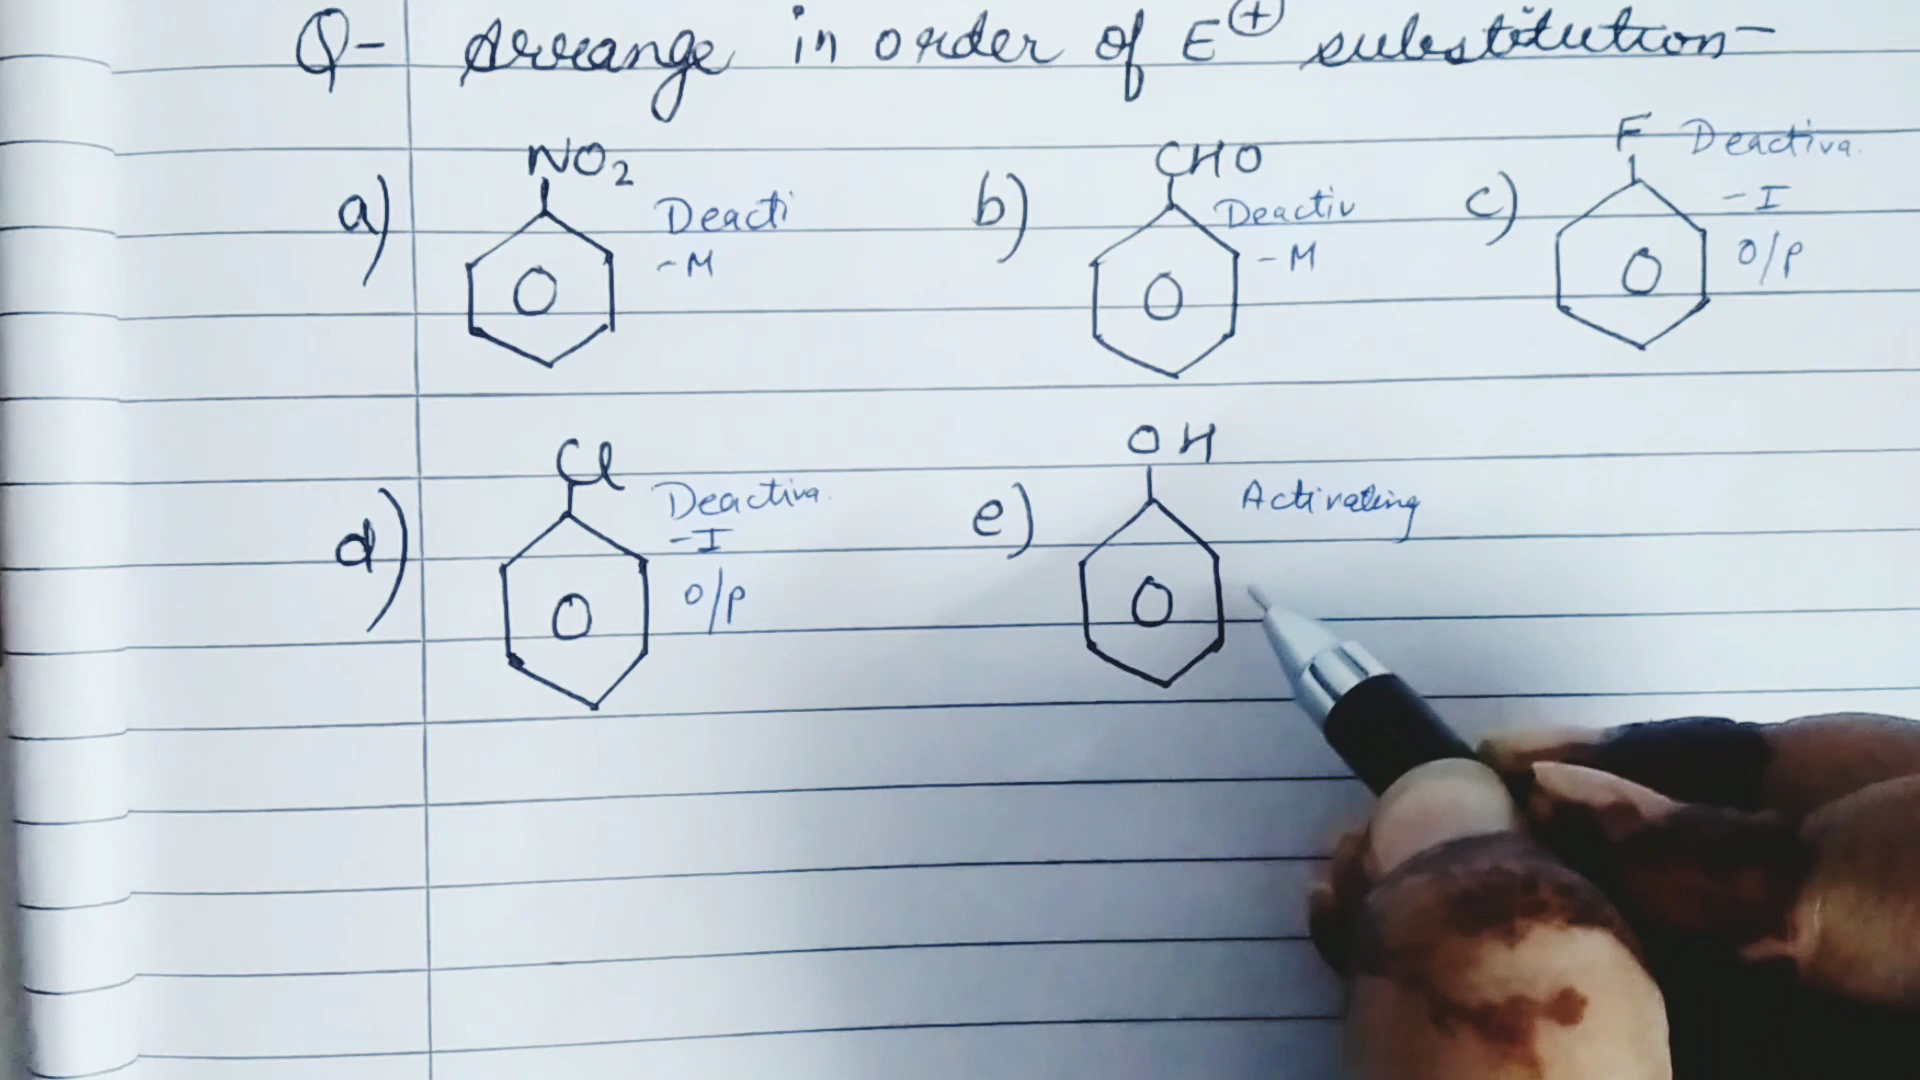 Q- Arrange in order of E⊕ substitution-
a) NO2 Deacti -M
b) CHO Deactiv -M
c) F Deactiva. -I O/P
d) Cl Deactiva. -I O/P
e) OH Activating